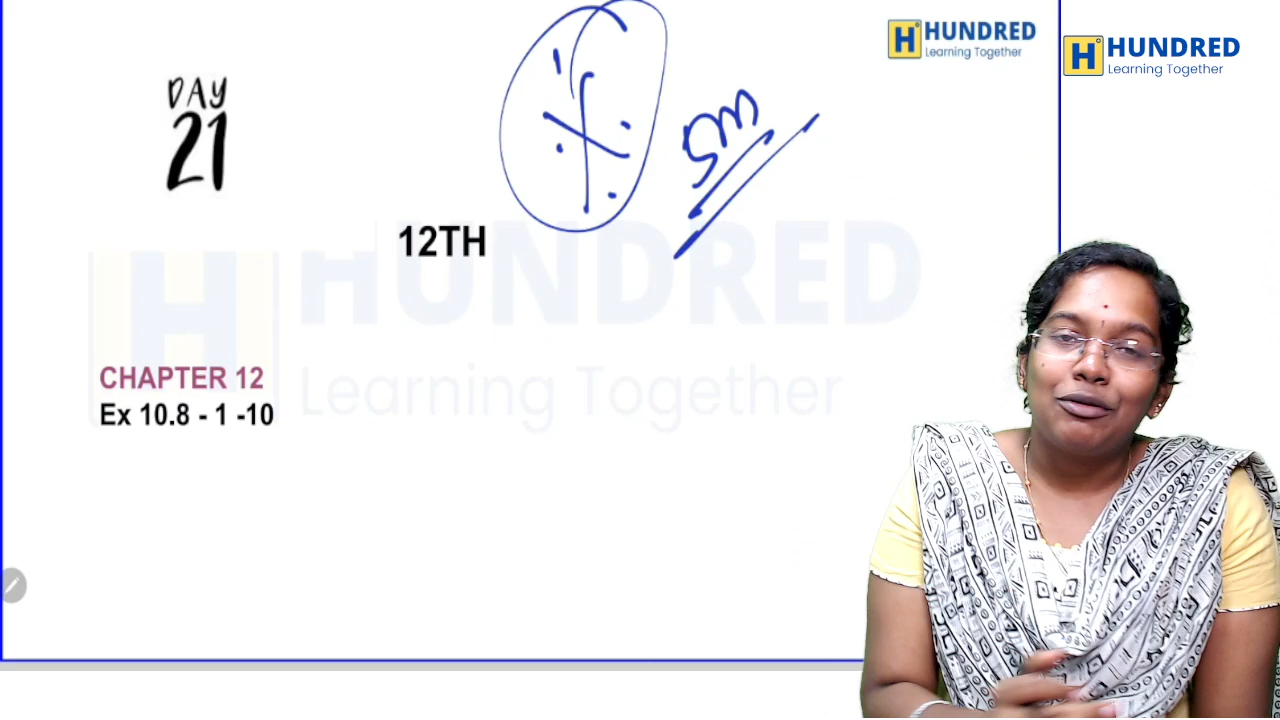 HUNDRED
Learning Together
HUNDRED
Learning Together
DAY
21
5m
12TH
HUNDRED
Learning Together
CHAPTER 12
Ex 10.8 - 1 -10